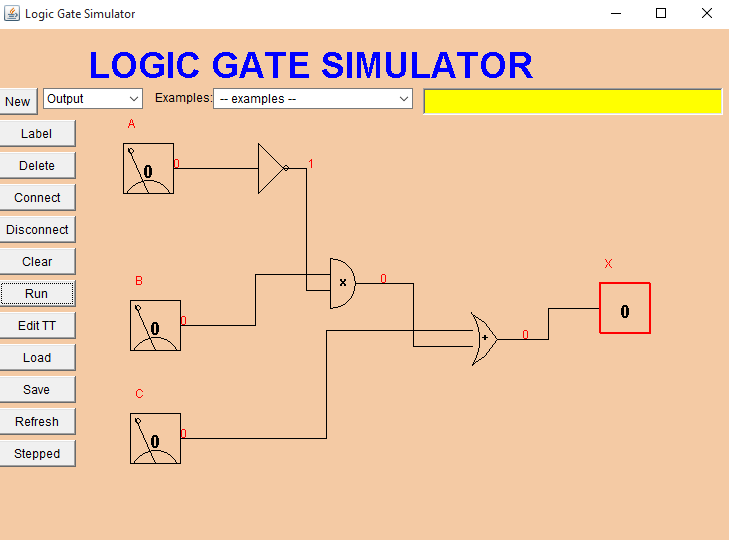 Logic Gate Simulator
LOGIC GATE SIMULATOR
New Output Examples: -- examples --
Label
Delete
Connect
Disconnect
Clear
Run
Edit TT
Load
Save
Refresh
Stepped
A
0 0
1
B
0 0
x 0
C
0 0
+ 0
X
0